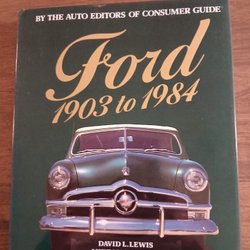 BY THE AUTO EDITORS OF CONSUMER GUIDE®
Ford
1903 to 1984
DAVID L. LEWIS